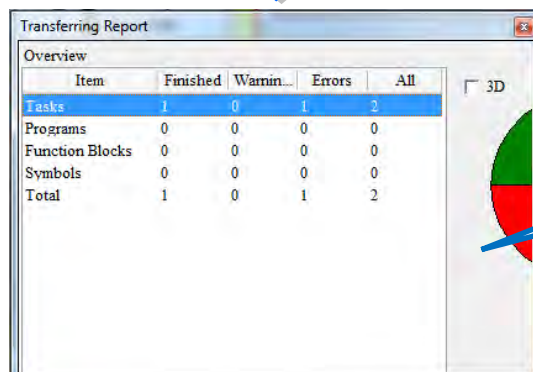 Transferring Report
Overview
Item Finished Warnin... Errors All
Tasks 1 0 1 2
Programs 0 0 0 0
Function Blocks 0 0 0 0
Symbols 0 0 0 0
Total 1 0 1 2
3D